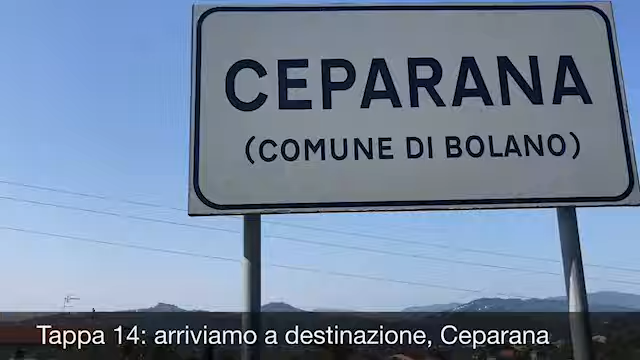 CEPARANA
(COMUNE DI BOLANO)
Tappa 14: arriviamo a destinazione, Ceparana